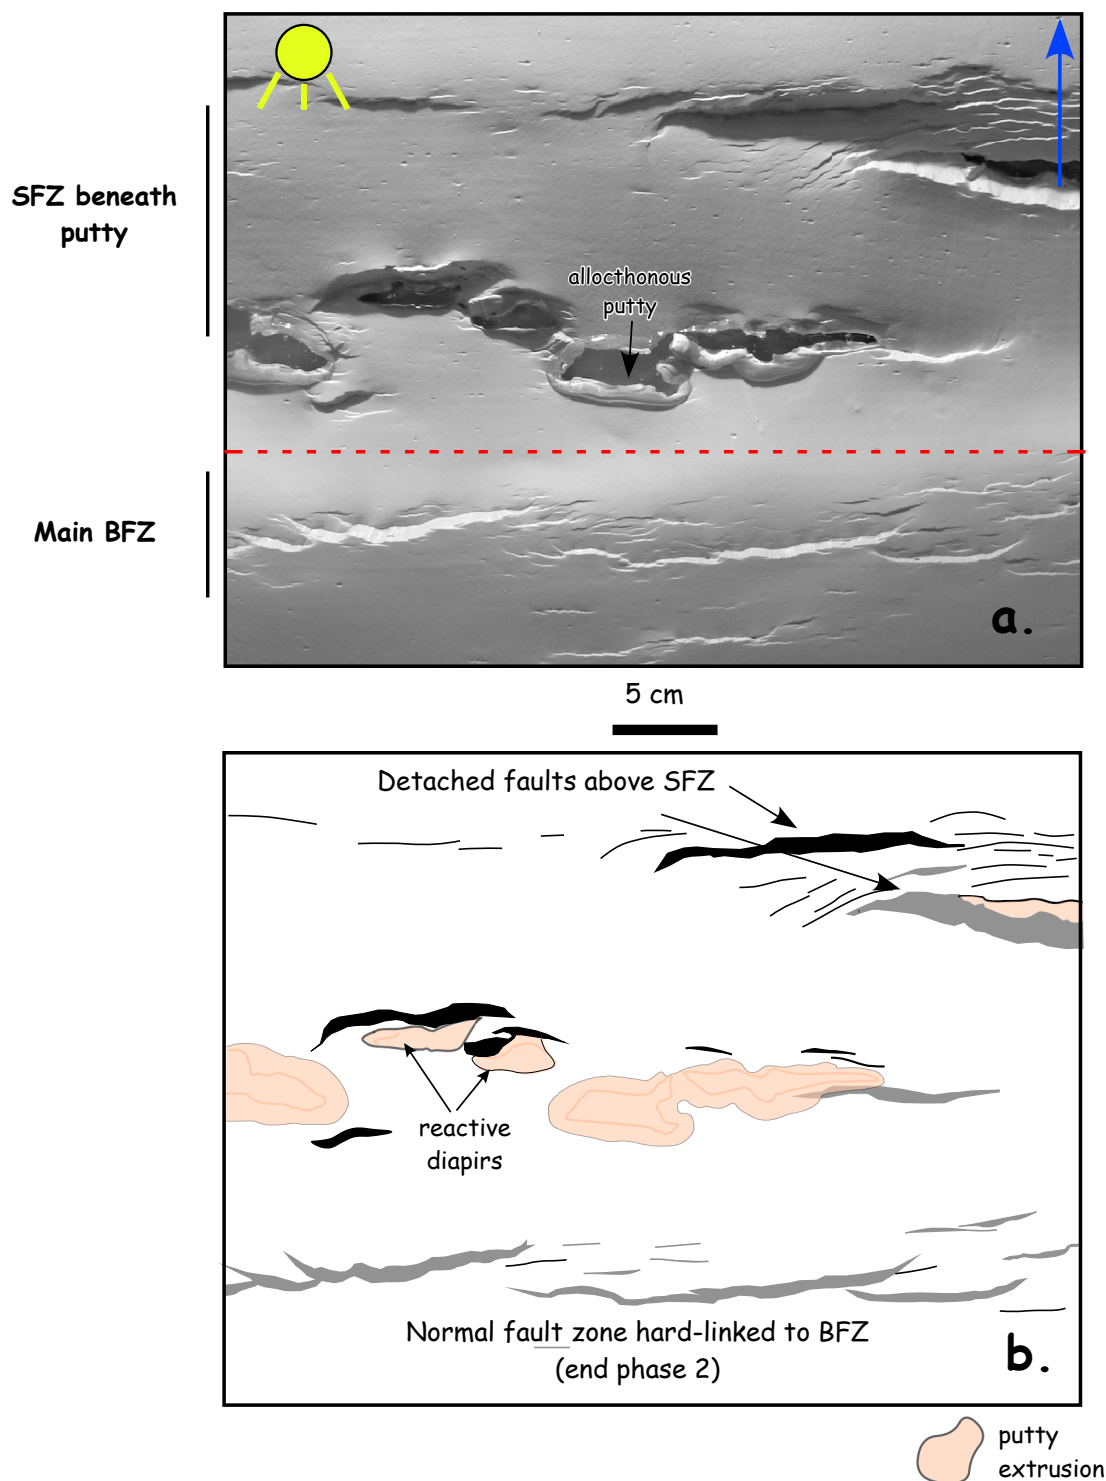 SFZ beneath
putty
allocthonous
putty
Main BFZ
a.
5 cm
Detached faults above SFZ
reactive
diapirs
Normal fault zone hard-linked to BFZ
(end phase 2)
b.
putty
extrusion